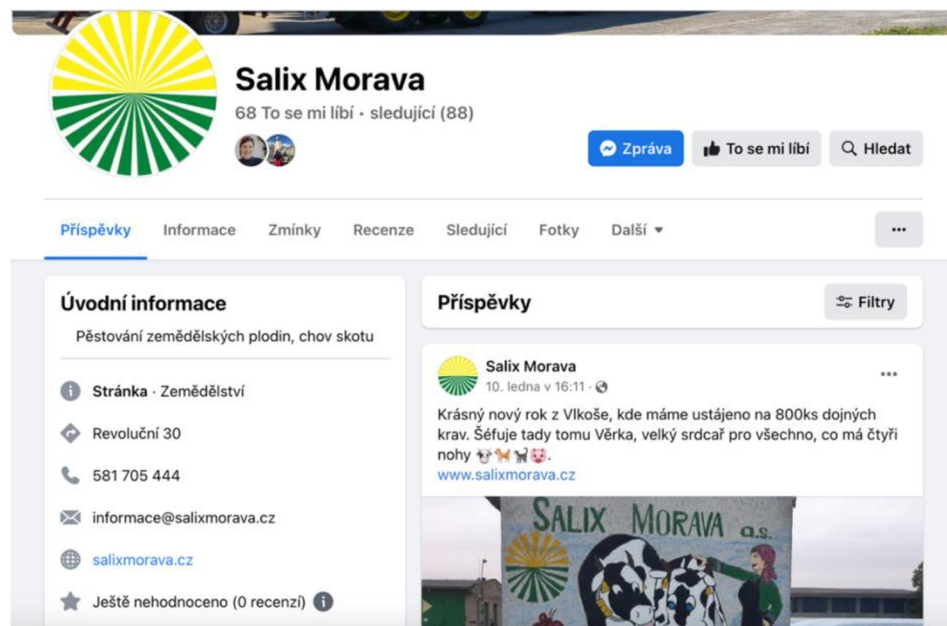 Salix Morava
68 To se mi líbí · sledující (88)
Zpráva
To se mi líbí
Hledat
Příspěvky
Informace
Zmínky
Recenze
Sledující
Fotky
Další
Úvodní informace
Pěstování zemědělských plodin, chov skotu
Stránka · Zemědělství
Revoluční 30
581 705 444
informace@salixmorava.cz
salixmorava.cz
Ještě nehodnoceno (0 recenzí)
Příspěvky
Filtry
Salix Morava
10. ledna v 16:11 ·
Krásný nový rok z Vlkoše, kde máme ustájeno na 800ks dojných
krav. Šéfuje tady tomu Věrka, velký srdcař pro všechno, co má čtyři
nohy 🐮🐕🐈‍⬛🐷.
www.salixmorava.cz
SALIX MORAVA a.s.